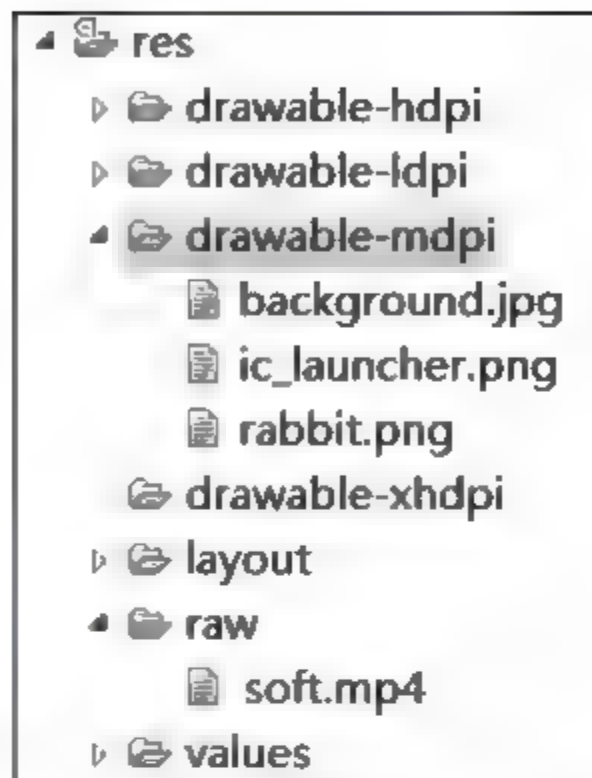 res
drawable-hdpi
drawable-ldpi
drawable-mdpi
background.jpg
ic_launcher.png
rabbit.png
drawable-xhdpi
layout
raw
soft.mp4
values